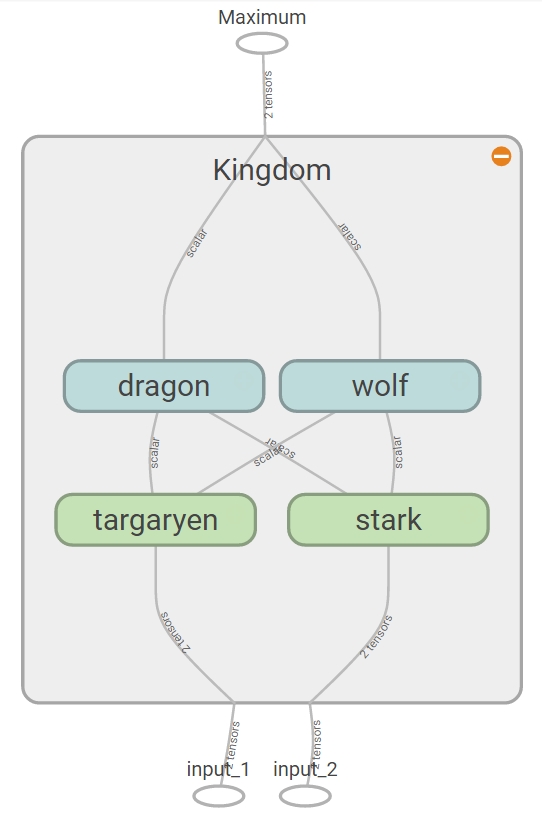 Maximum
2 tensors
Kingdom
scalar
scalar
dragon
wolf
scalar
scalar
scalar
scalar
targaryen
stark
2 tensors
2 tensors
2 tensors
2 tensors
input_1
input_2